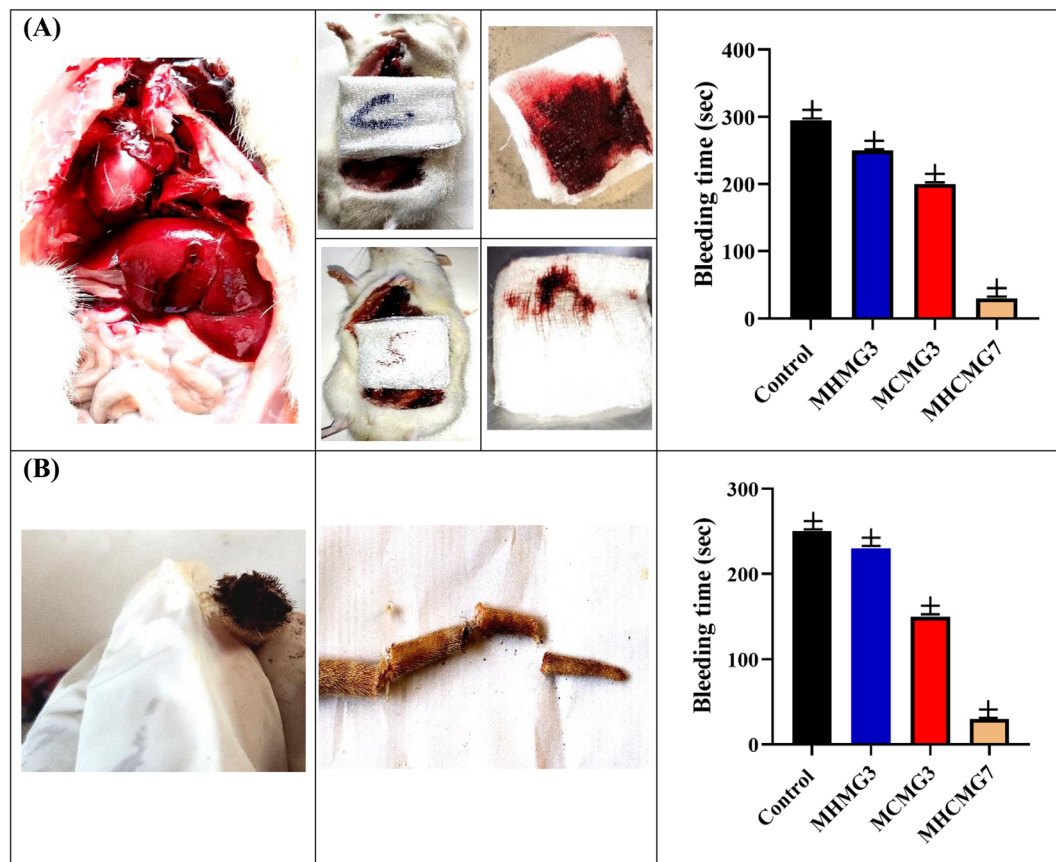 (A)
C
S
Bleeding time (sec)
400
300
200
100
0
Control
MHMG3
MCMG3
MHCMG7
(B)
Bleeding time (sec)
300
200
100
0
Control
MHMG3
MCMG3
MHCMG7